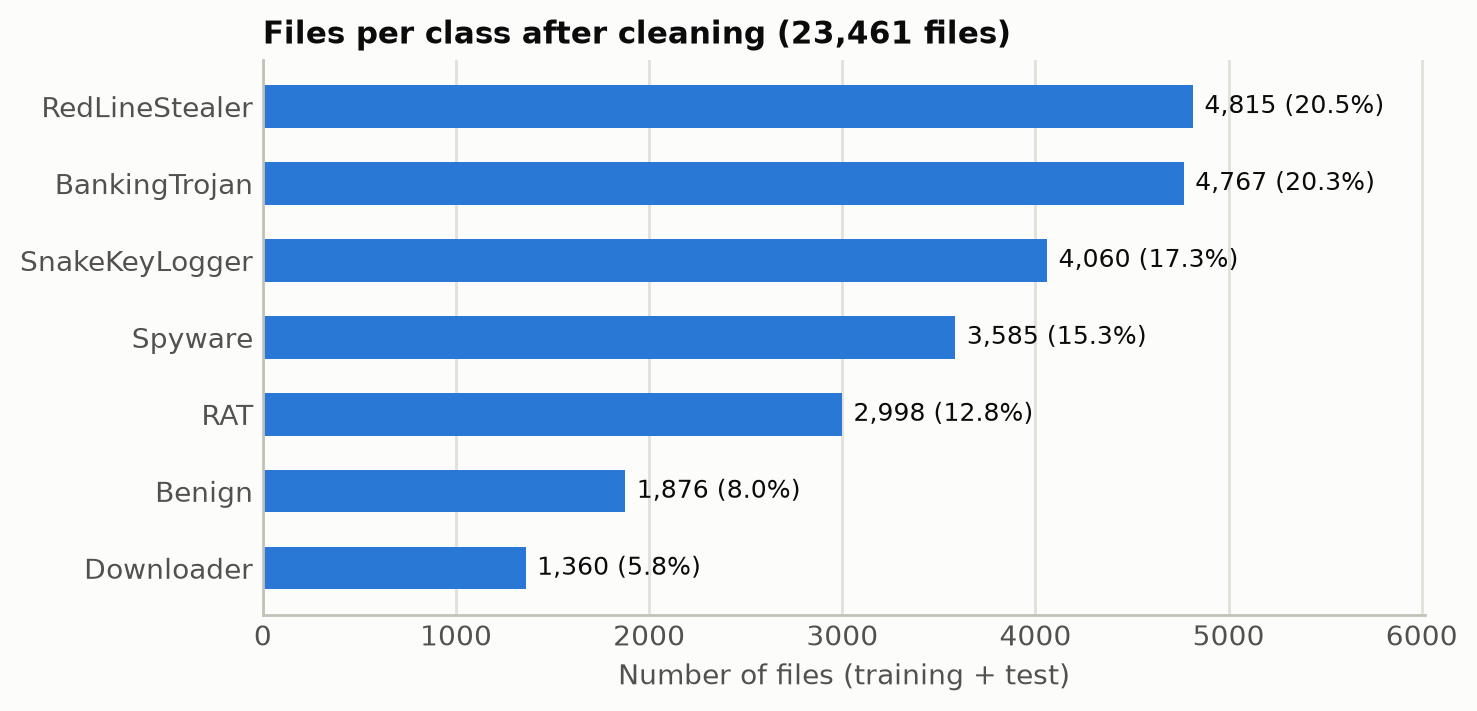 Files per class after cleaning (23,461 files)
RedLineStealer 4,815 (20.5%)
BankingTrojan 4,767 (20.3%)
SnakeKeyLogger 4,060 (17.3%)
Spyware 3,585 (15.3%)
RAT 2,998 (12.8%)
Benign 1,876 (8.0%)
Downloader 1,360 (5.8%)
0 1000 2000 3000 4000 5000 6000
Number of files (training + test)